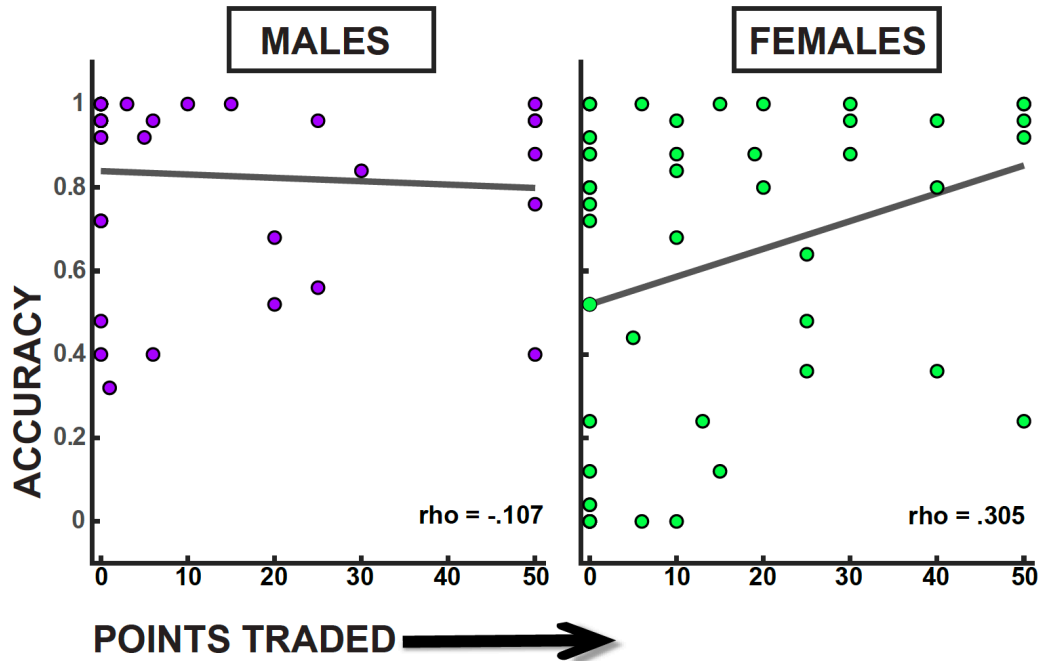 MALES
FEMALES
ACCURACY
1
0.8
0.6
0.4
0.2
0
rho = -.107
rho = .305
0 10 20 30 40 50
0 10 20 30 40 50
POINTS TRADED